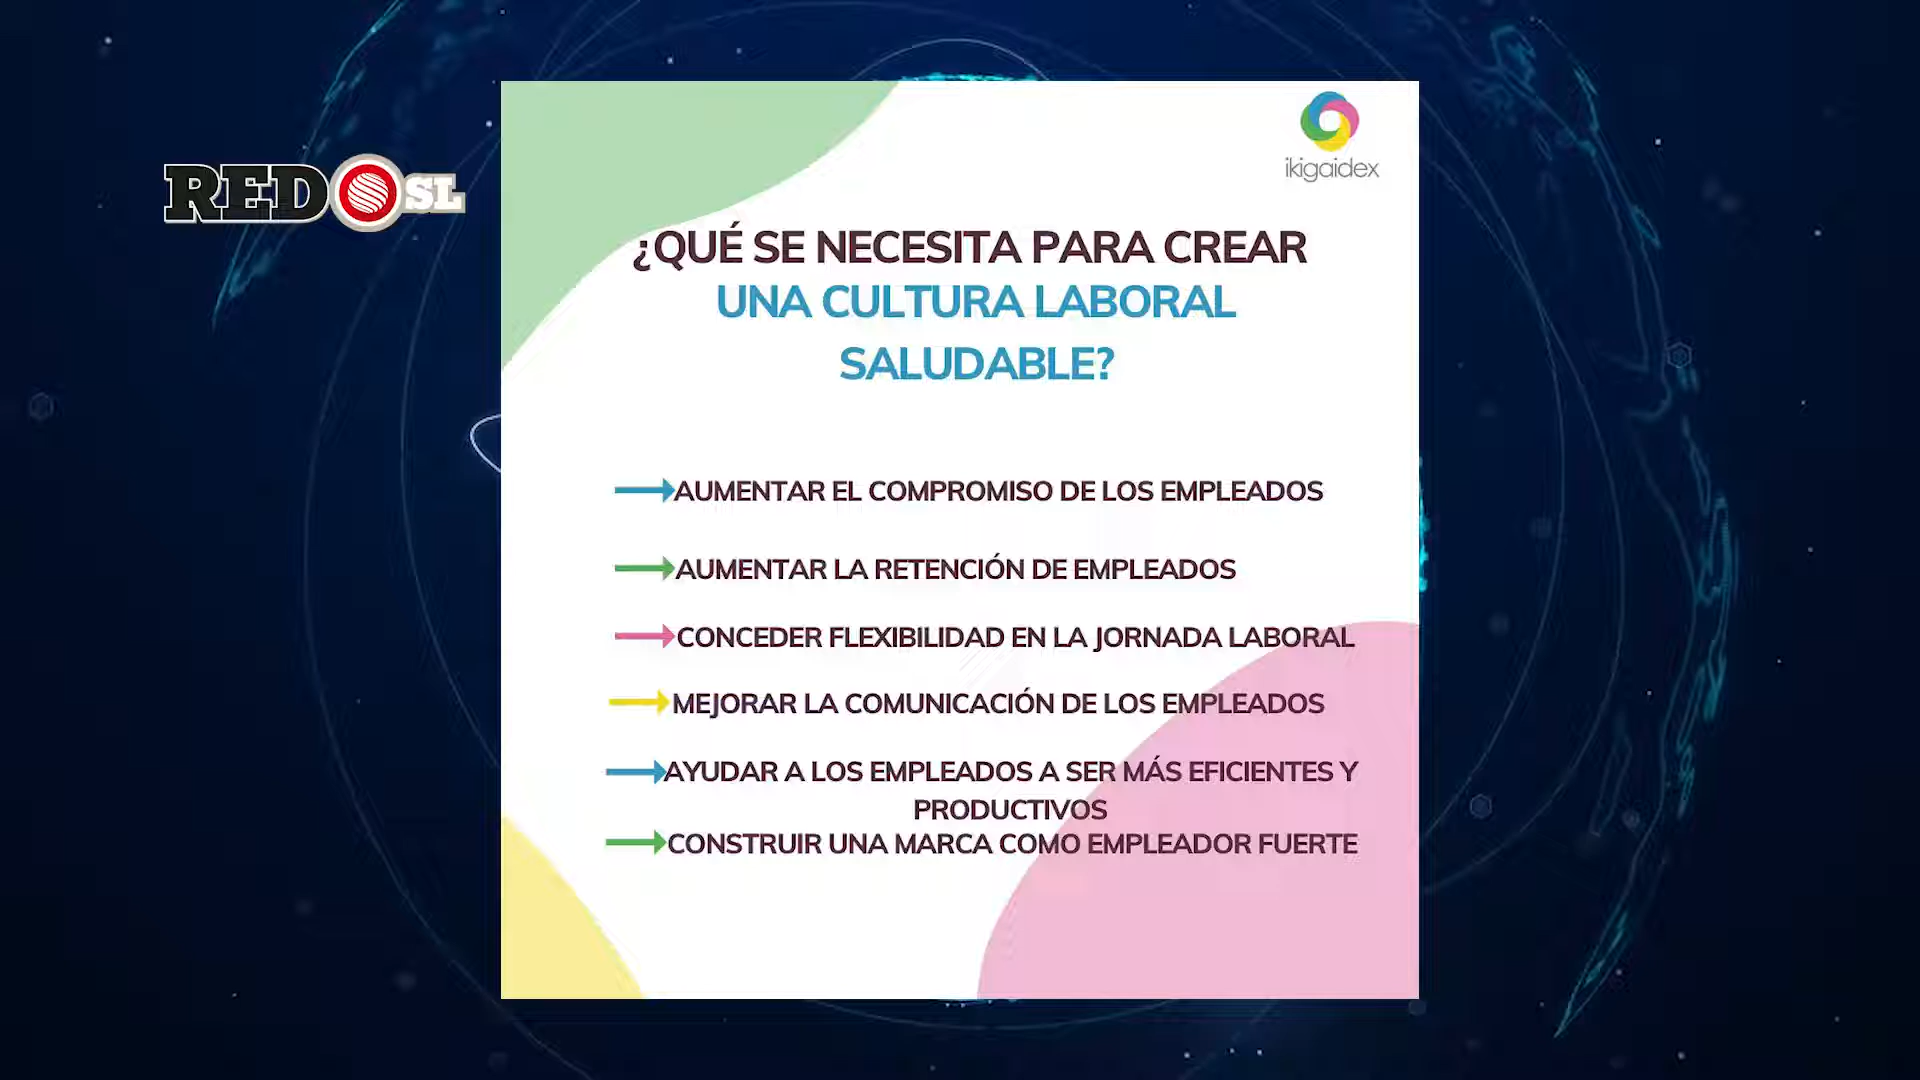 RED SL
ikigaidex
¿QUÉ SE NECESITA PARA CREAR
UNA CULTURA LABORAL
SALUDABLE?
AUMENTAR EL COMPROMISO DE LOS EMPLEADOS
AUMENTAR LA RETENCIÓN DE EMPLEADOS
CONCEDER FLEXIBILIDAD EN LA JORNADA LABORAL
MEJORAR LA COMUNICACIÓN DE LOS EMPLEADOS
AYUDAR A LOS EMPLEADOS A SER MÁS EFICIENTES Y
PRODUCTIVOS
CONSTRUIR UNA MARCA COMO EMPLEADOR FUERTE